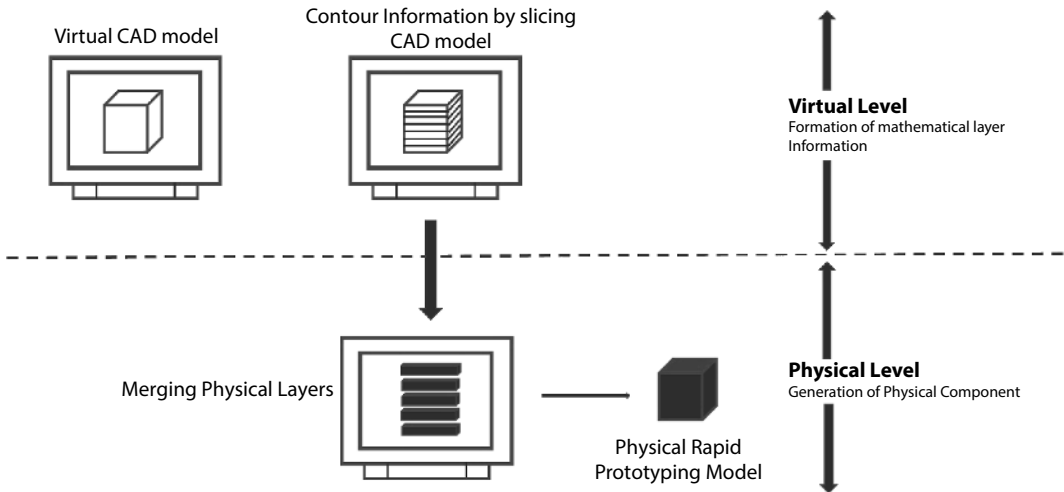 Virtual CAD model
Contour Information by slicing
CAD model
Virtual Level
Formation of mathematical layer
Information
Merging Physical Layers
Physical Level
Generation of Physical Component
Physical Rapid
Prototyping Model